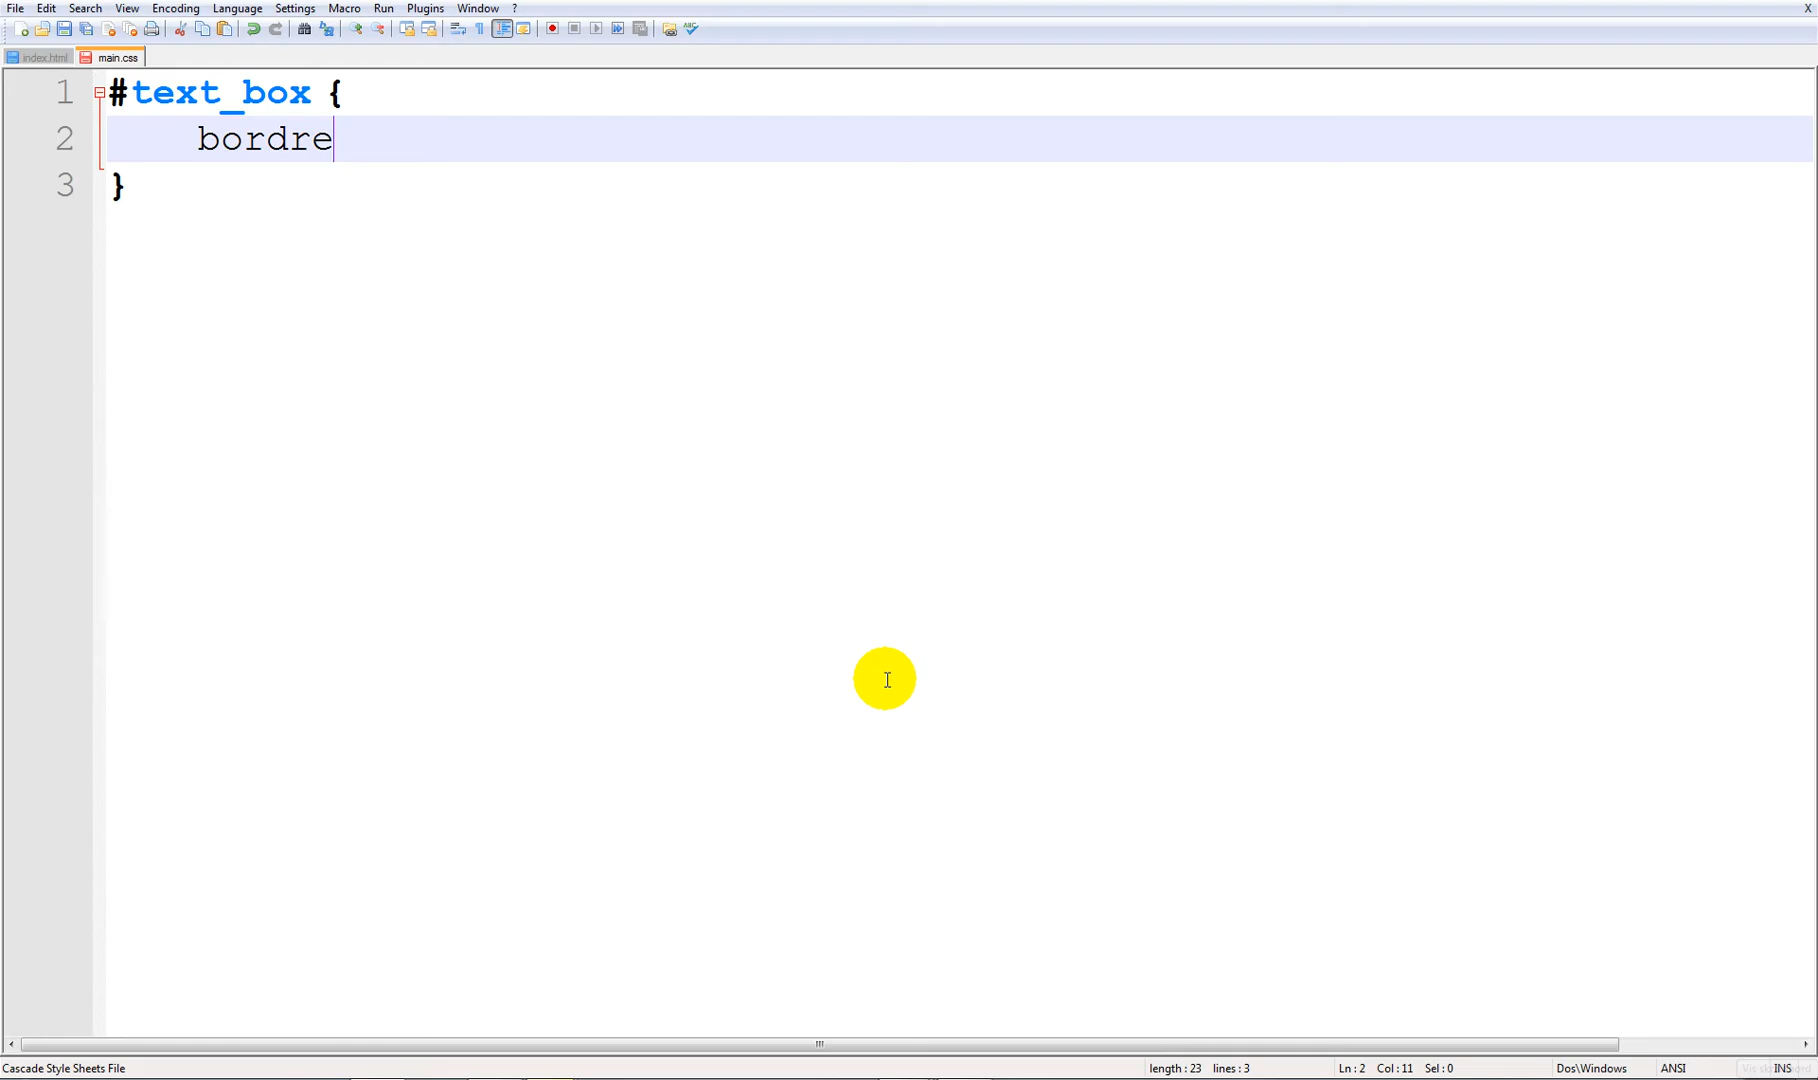 File Edit Search View Encoding Language Settings Macro Run Plugins Window ? X
index.html main.css
1 #text_box {
2 bordre
3 }
Cascade Style Sheets File length : 23 lines : 3 Ln : 2 Col : 11 Sel : 0 Dos\Windows ANSI INS